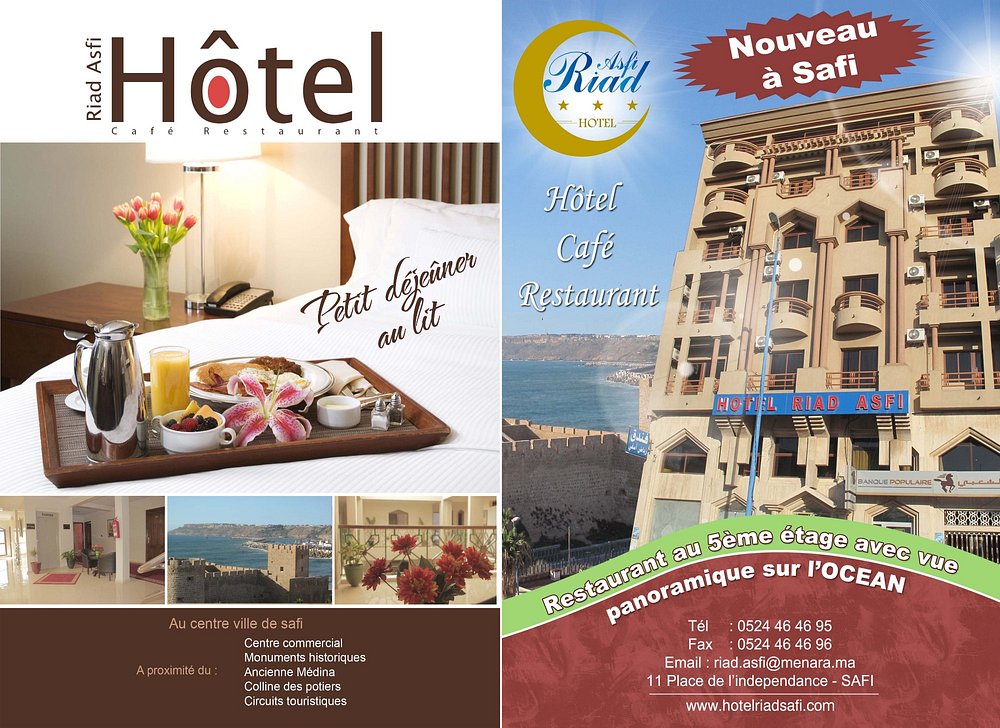 Riad Asfi
Hôtel
Café Restaurant
Petit déjeûner
au lit
Au centre ville de safi
A proximité du :
Centre commercial
Monuments historiques
Ancienne Médina
Colline des potiers
Circuits touristiques
Asfi
Riad
HOTEL
Nouveau
à Safi
Hôtel
Café
Restaurant
HOTEL RIAD ASFI
فندق
رياض أسفي
BANQUE POPULAIRE
Restaurant au 5ème étage avec vue
panoramique sur l'OCEAN
Tél : 0524 46 46 95
Fax : 0524 46 46 96
Email : riad.asfi@menara.ma
11 Place de l'independance - SAFI
www.hotelriadsafi.com